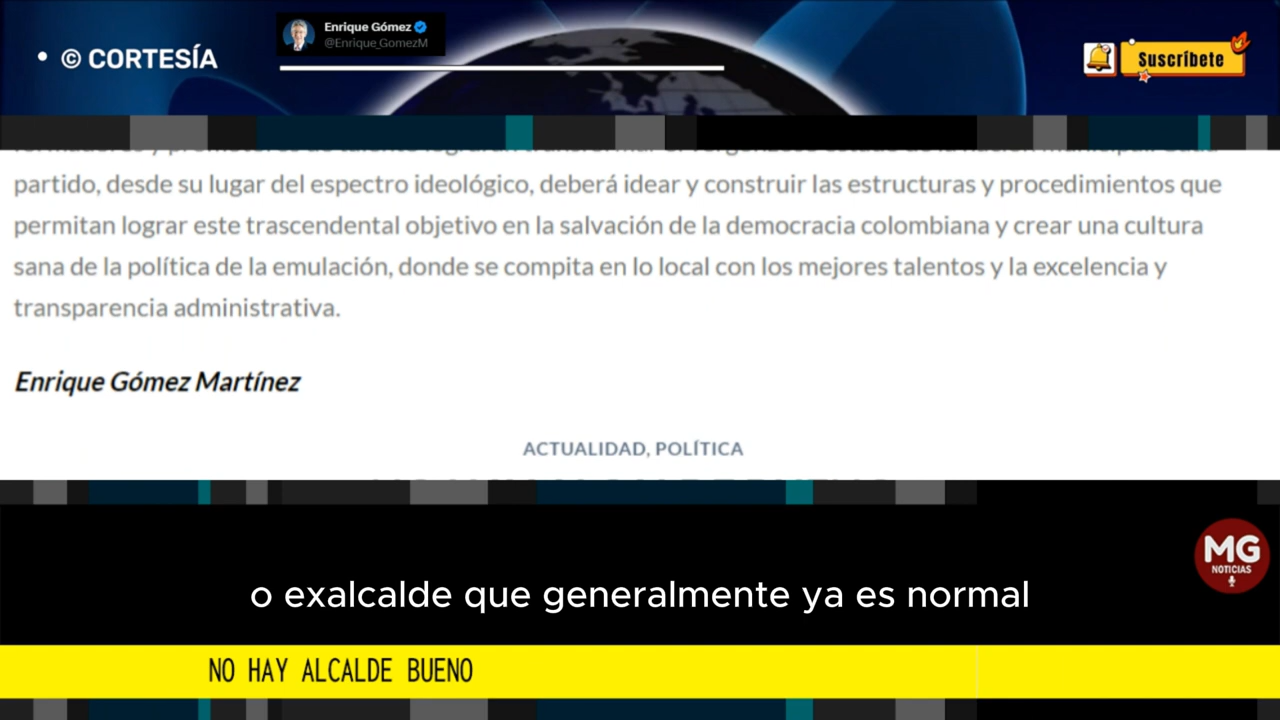 • © CORTESÍA
Enrique Gómez
@Enrique_GomezM
Suscríbete
partido, desde su lugar del espectro ideológico, deberá idear y construir las estructuras y procedimientos que
permitan lograr este trascendental objetivo en la salvación de la democracia colombiana y crear una cultura
sana de la política de la emulación, donde se compita en lo local con los mejores talentos y la excelencia y
transparencia administrativa.
Enrique Gómez Martínez
ACTUALIDAD, POLÍTICA
MG
NOTICIAS
o exalcalde que generalmente ya es normal
NO HAY ALCALDE BUENO